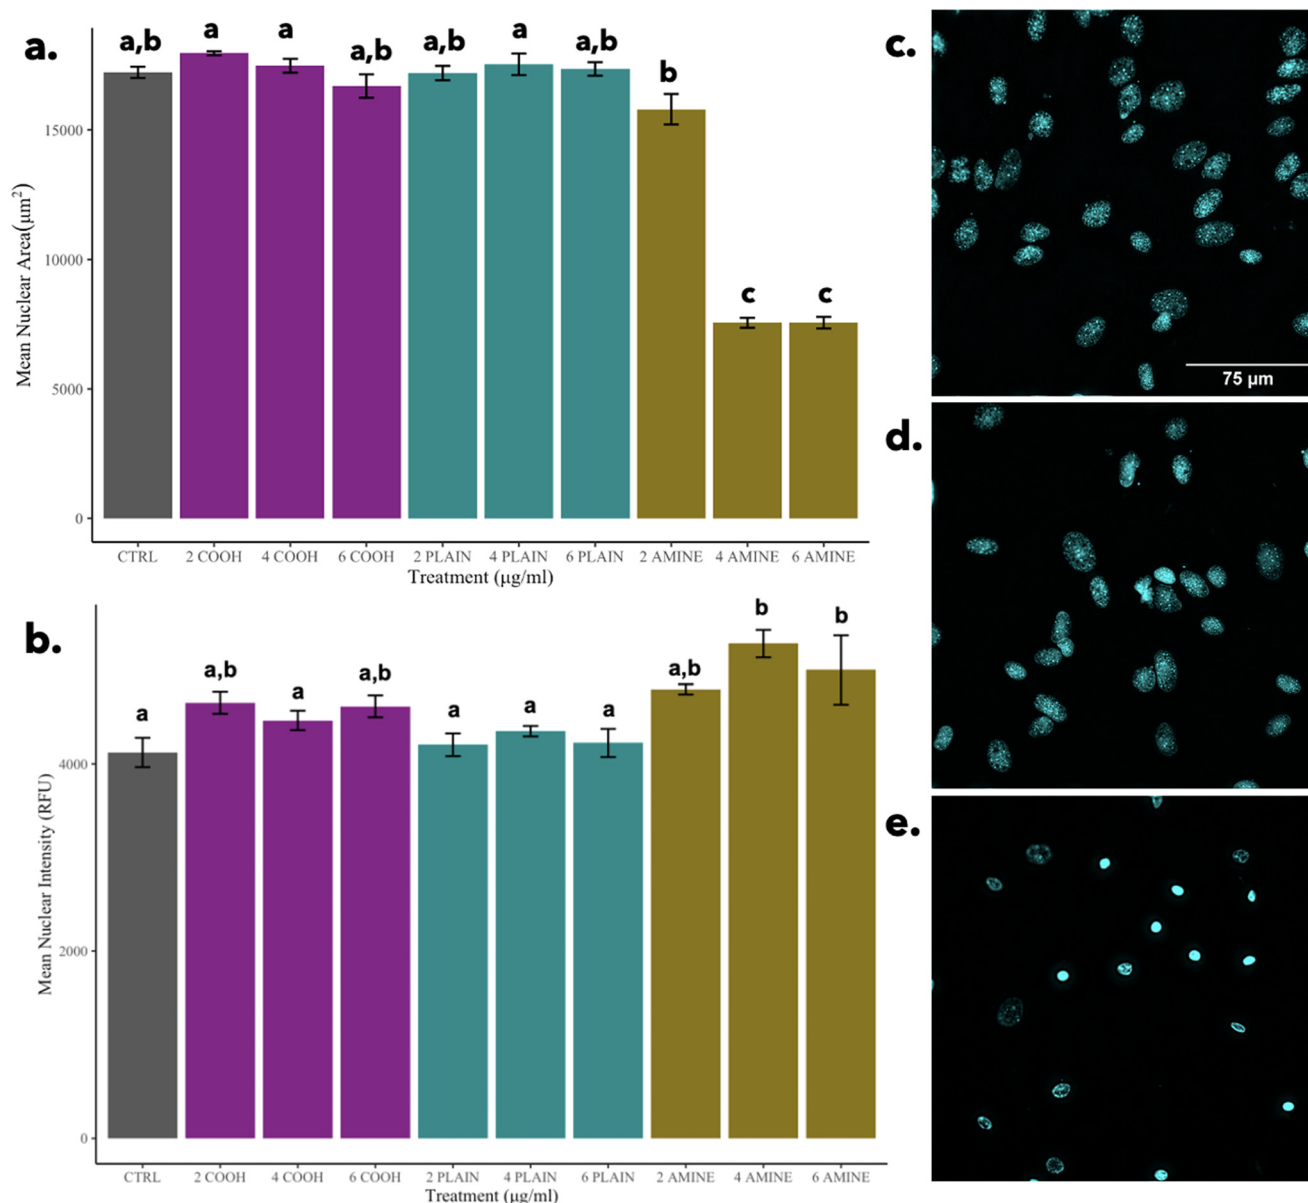 a.
a,b a a a,b a,b a a,b b c c
Mean Nuclear Area(μm²)
15000
10000
5000
0
CTRL 2 COOH 4 COOH 6 COOH 2 PLAIN 4 PLAIN 6 PLAIN 2 AMINE 4 AMINE 6 AMINE
Treatment (μg/ml)
b.
a a,b a a,b a a a a,b b b
Mean Nuclear Intensity (RFU)
4000
2000
0
CTRL 2 COOH 4 COOH 6 COOH 2 PLAIN 4 PLAIN 6 PLAIN 2 AMINE 4 AMINE 6 AMINE
Treatment (μg/ml)
c.
75 μm
d.
e.